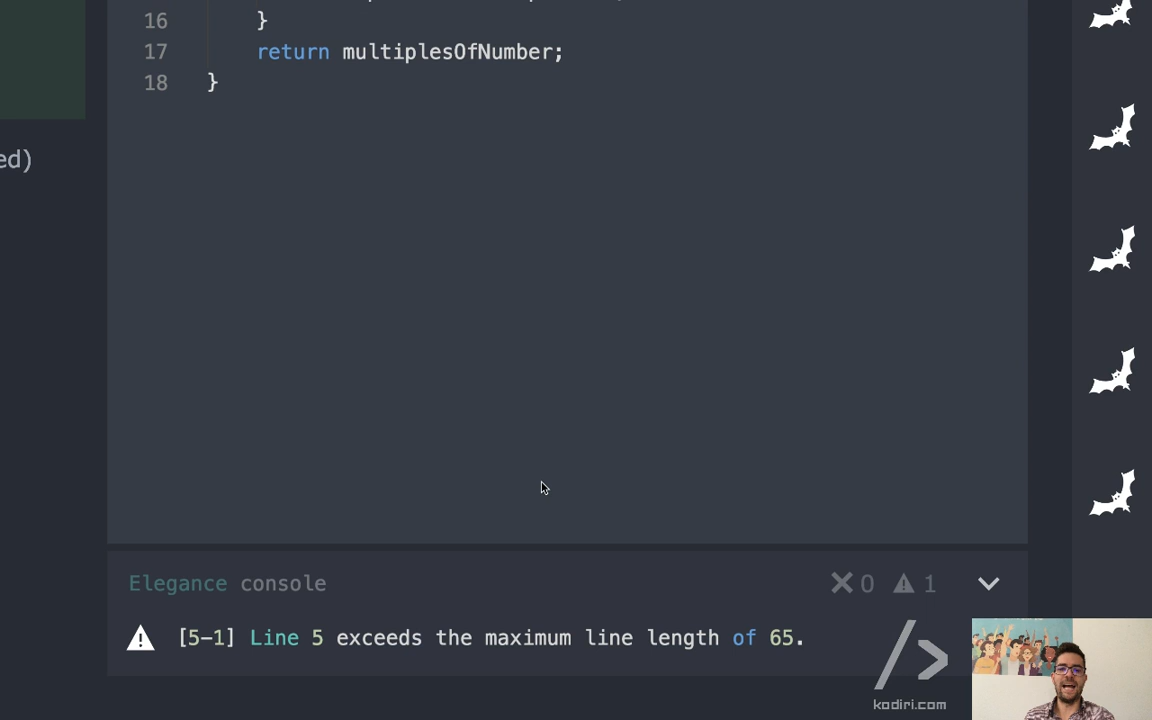 16 }
17 return multiplesOfNumber;
18 }
ed)
Elegance console
0 1
[5-1] Line 5 exceeds the maximum line length of 65.
/>
kodiri.com